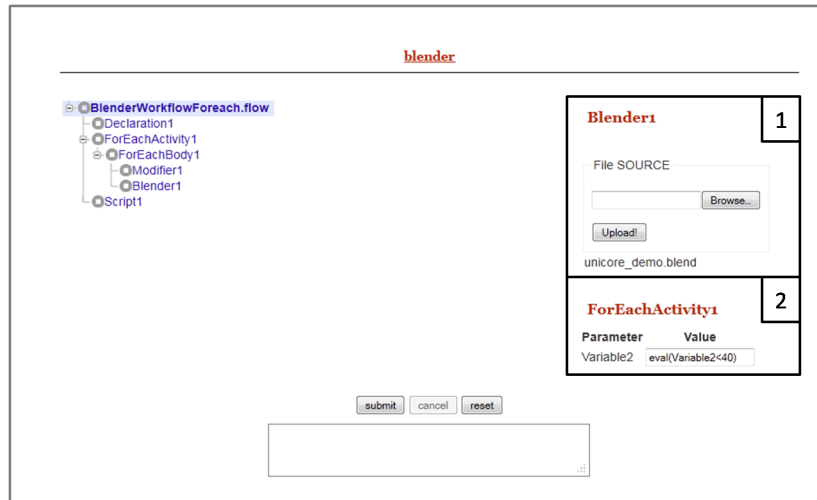 blender
BlenderWorkflowForeach.flow
Declaration1
ForEachActivity1
ForEachBody1
Modifier1
Blender1
Script1
Blender1
1
File SOURCE
Browse...
Upload!
unicore_demo.blend
2
ForEachActivity1
Parameter Value
Variable2 eval(Variable2<40)
submit cancel reset